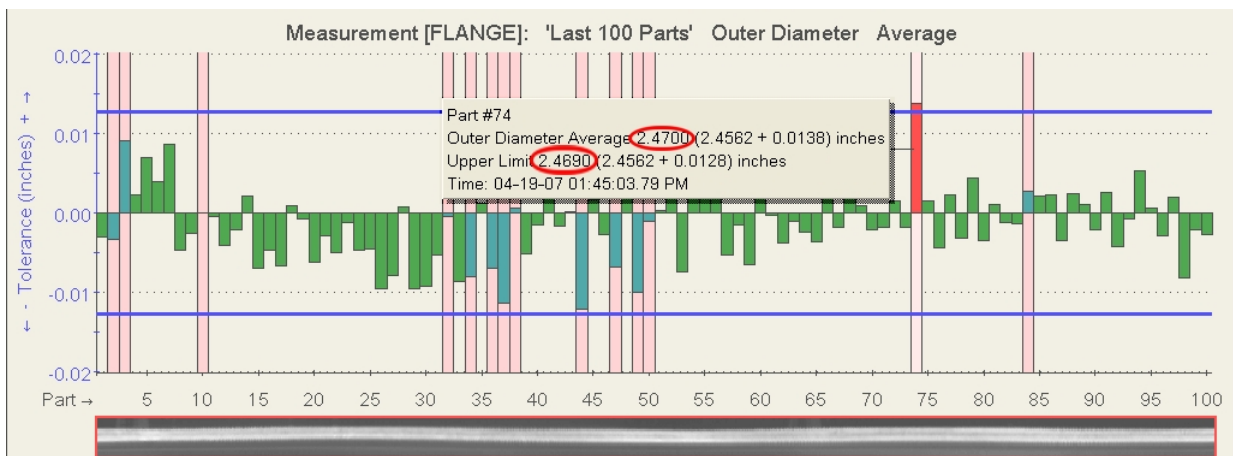 Measurement [FLANGE]: 'Last 100 Parts' Outer Diameter Average
0.02
0.01
0.00
-0.01
-0.02
← - Tolerance (inches) + →
Part #74
Outer Diameter Average 2.4700 (2.4562 + 0.0138) inches
Upper Limit 2.4690 (2.4562 + 0.0128) inches
Time: 04-19-07 01:45:03.79 PM
Part → 5 10 15 20 25 30 35 40 45 50 55 60 65 70 75 80 85 90 95 100